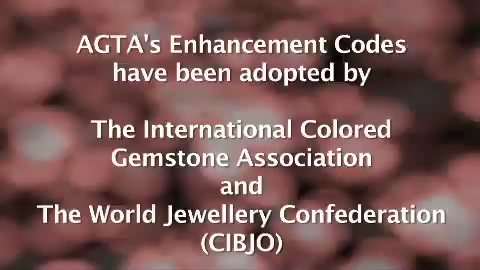 AGTA's Enhancement Codes
have been adopted by
The International Colored
Gemstone Association
and
The World Jewellery Confederation
(CIBJO)